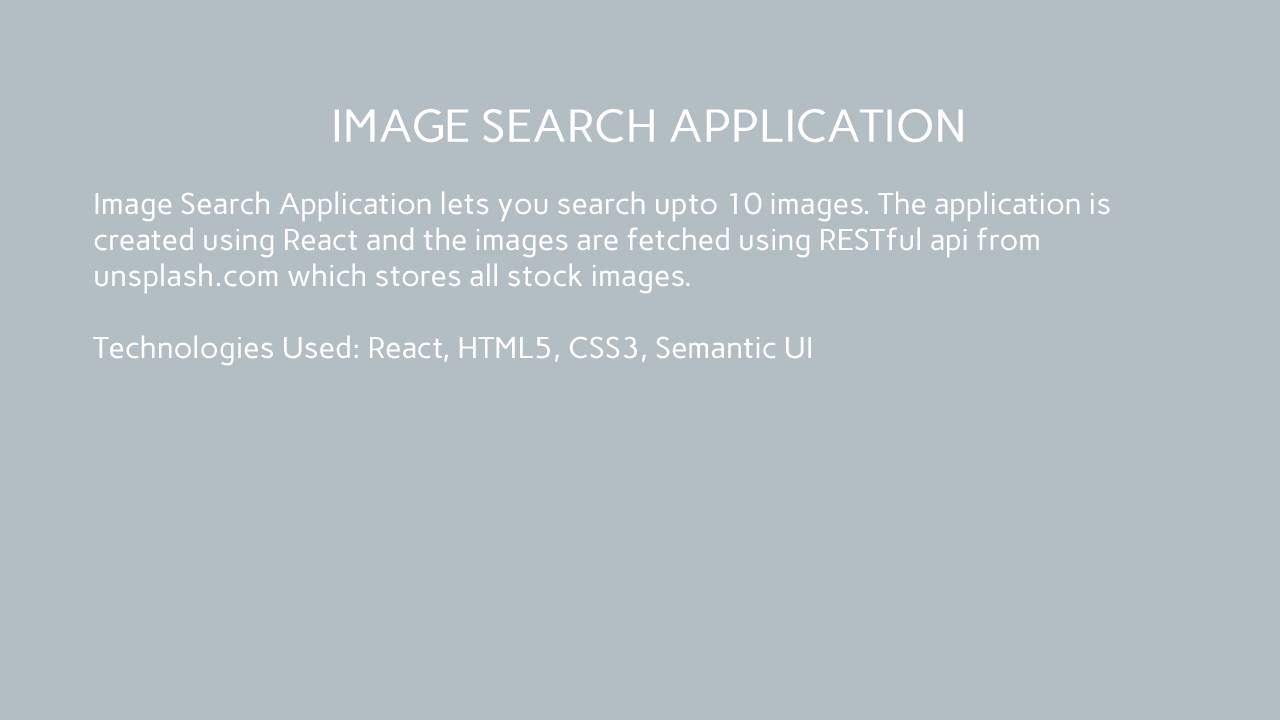 IMAGE SEARCH APPLICATION
Image Search Application lets you search upto 10 images. The application is
created using React and the images are fetched using RESTful api from
unsplash.com which stores all stock images.
Technologies Used: React, HTML5, CSS3, Semantic UI